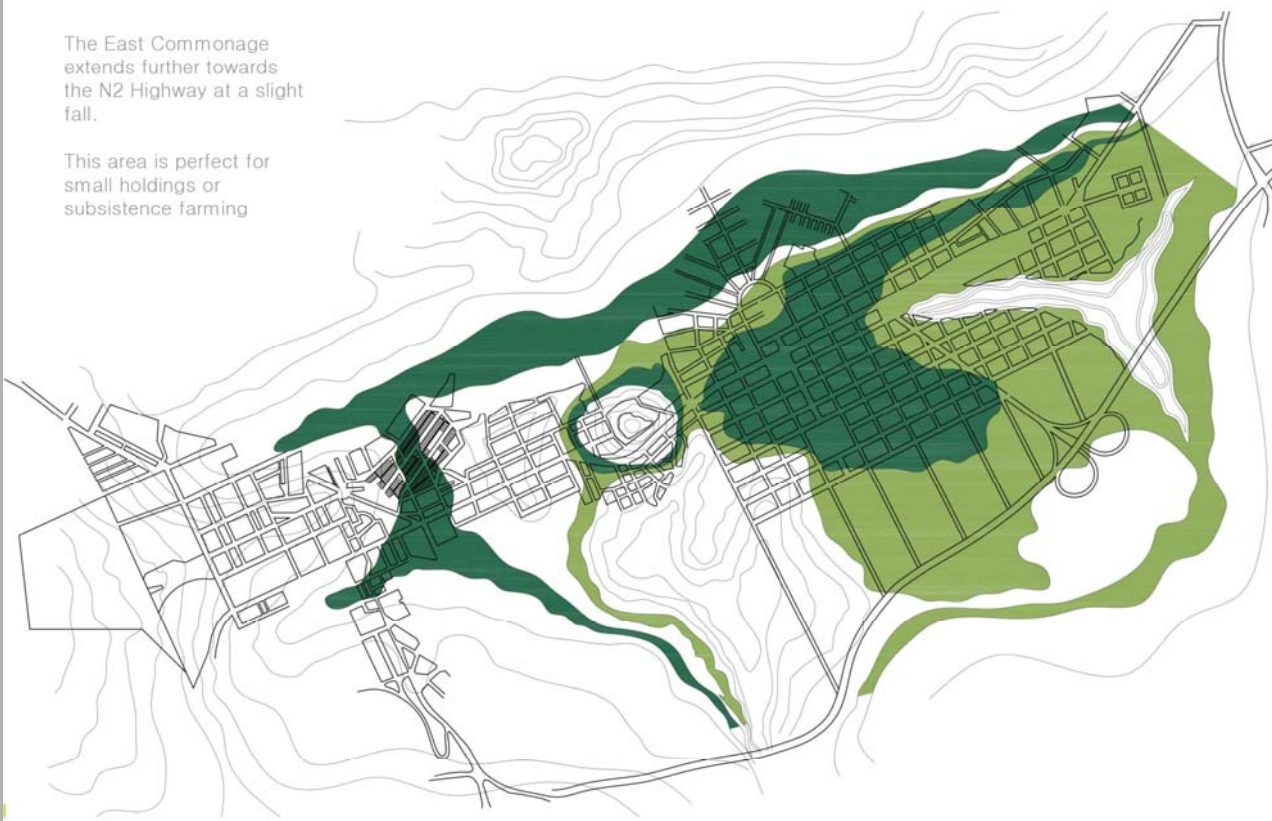 The East Commonage
extends further towards
the N2 Highway at a slight
fall.
This area is perfect for
small holdings or
subsistence farming